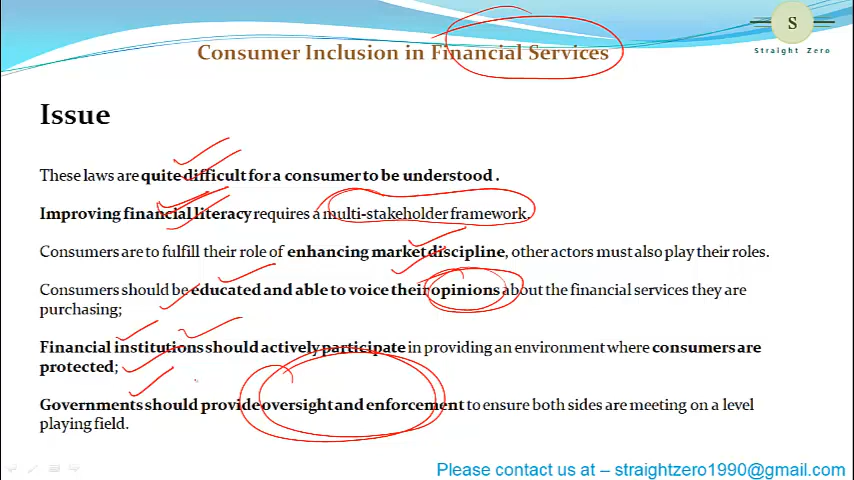 Consumer Inclusion in Financial Services
S
Straight Zero
Issue
These laws are quite difficult for a consumer to be understood .
Improving financial literacy requires a multi-stakeholder framework.
Consumers are to fulfill their role of enhancing market discipline, other actors must also play their roles.
Consumers should be educated and able to voice their opinions about the financial services they are
purchasing;
Financial institutions should actively participate in providing an environment where consumers are
protected;
Governments should provide oversight and enforcement to ensure both sides are meeting on a level
playing field.
Please contact us at – straightzero1990@gmail.com